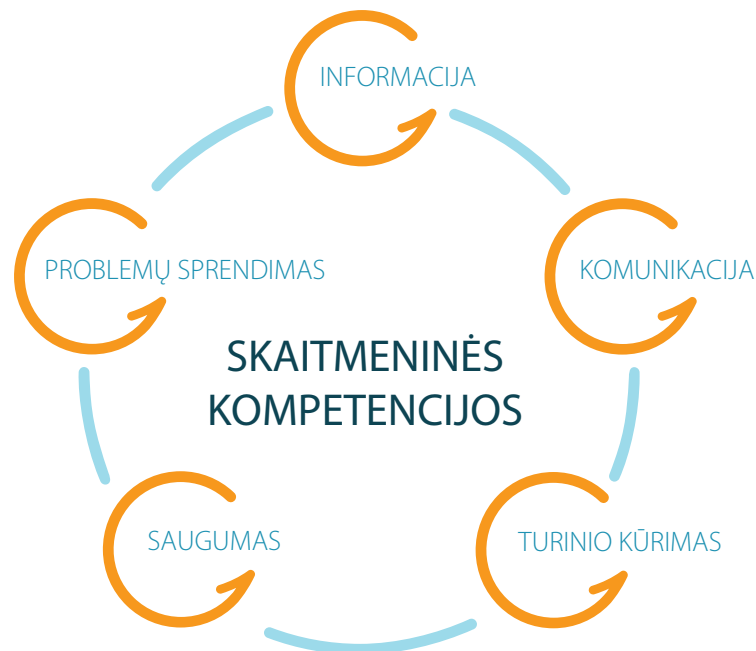 INFORMACIJA
PROBLEMŲ SPRENDIMAS
KOMUNIKACIJA
SKAITMENINĖS
KOMPETENCIJOS
SAUGUMAS
TURINIO KŪRIMAS